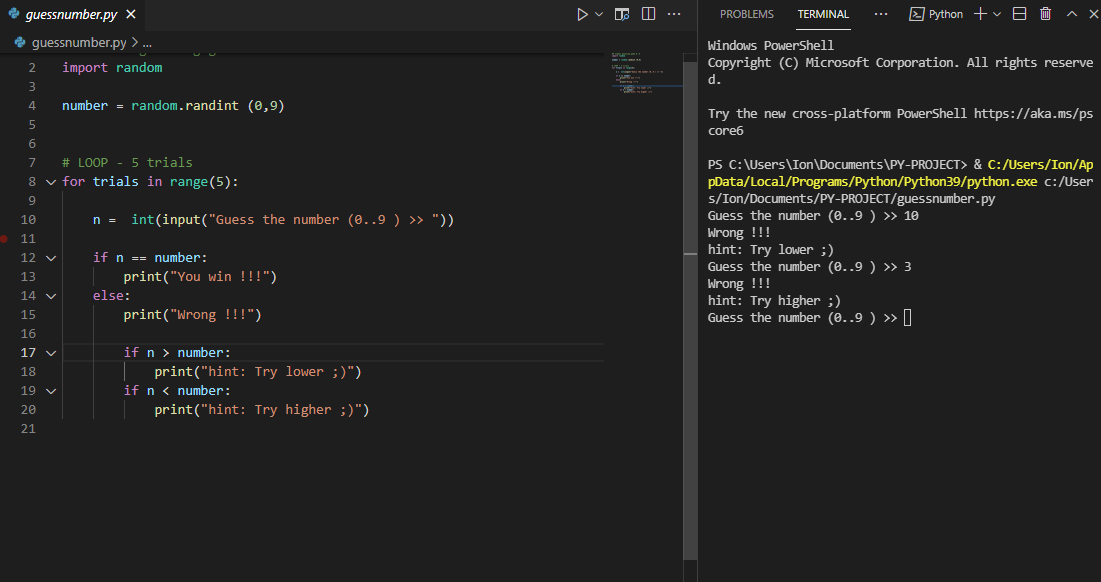 guessnumber.py
guessnumber.py > ...
2 import random
3
4 number = random.randint (0,9)
5
6
7 # LOOP - 5 trials
8 for trials in range(5):
9
10 n =  int(input("Guess the number (0..9 ) >> "))
11
12 if n == number:
13 print("You win !!!")
14 else:
15 print("Wrong !!!")
16
17 if n > number:
18 print("hint: Try lower ;)")
19 if n < number:
20 print("hint: Try higher ;)")
21
PROBLEMS TERMINAL ... Python
Windows PowerShell
Copyright (C) Microsoft Corporation. All rights reserve
d.
Try the new cross-platform PowerShell https://aka.ms/ps
core6
PS C:\Users\Ion\Documents\PY-PROJECT> & C:/Users/Ion/Ap
pData/Local/Programs/Python/Python39/python.exe c:/User
s/Ion/Documents/PY-PROJECT/guessnumber.py
Guess the number (0..9 ) >> 10
Wrong !!!
hint: Try lower ;)
Guess the number (0..9 ) >> 3
Wrong !!!
hint: Try higher ;)
Guess the number (0..9 ) >>